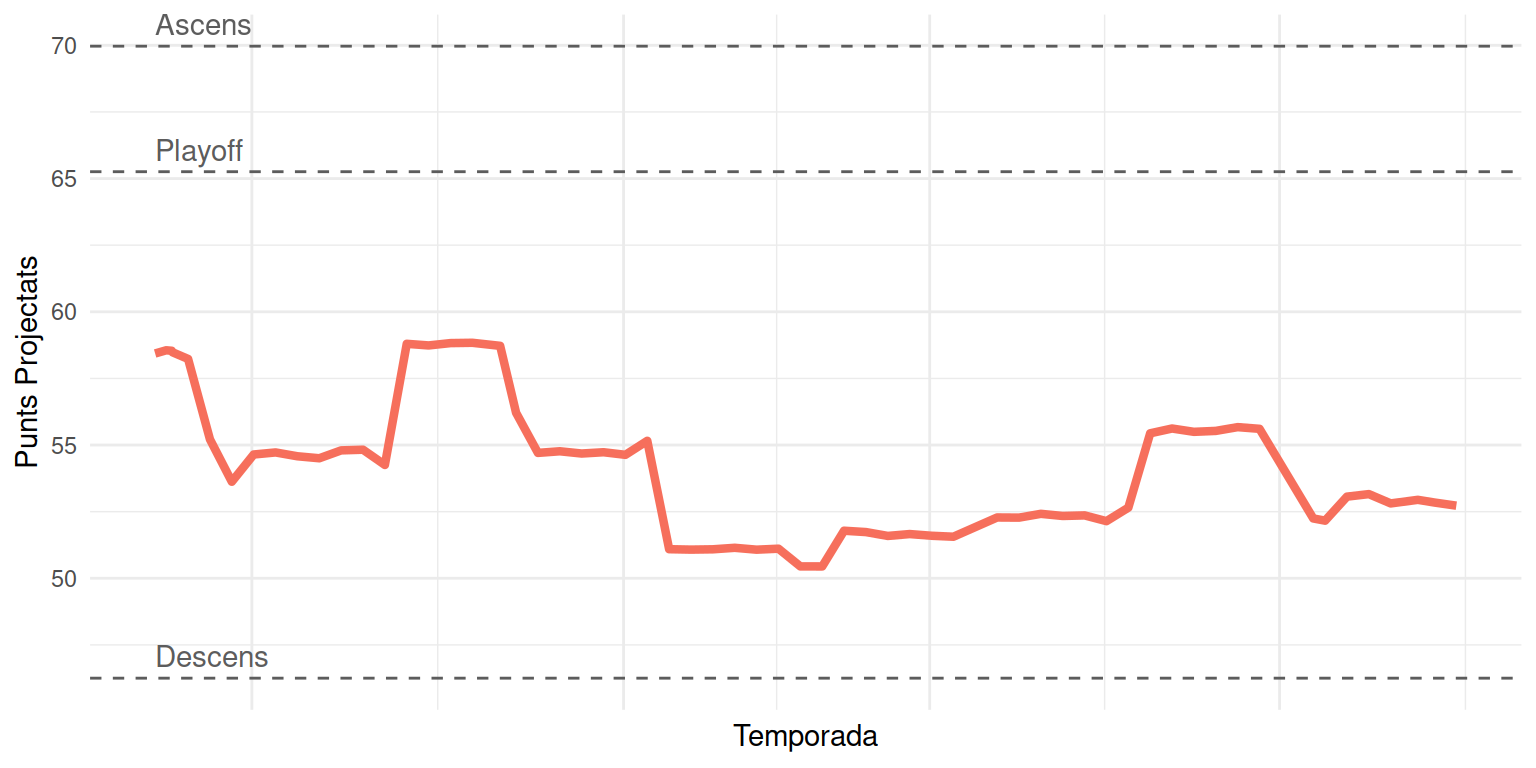 Ascens
70
Playoff
65
60
55
50
Descens
Punts Projectats
Temporada